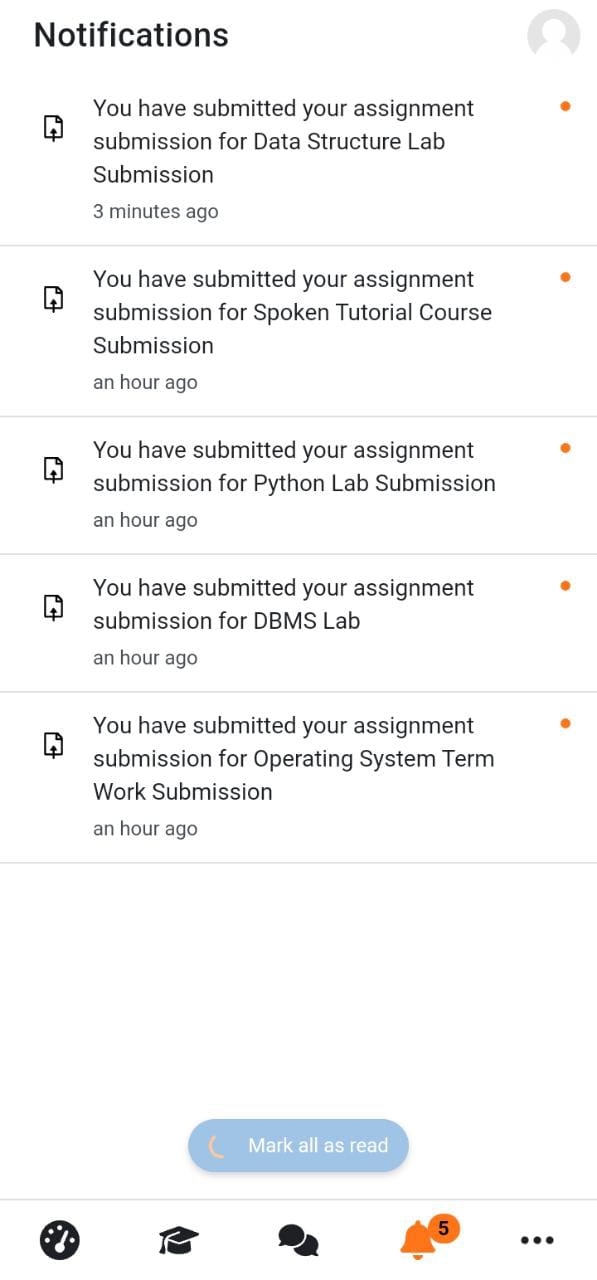 Notifications
You have submitted your assignment
submission for Data Structure Lab
Submission
3 minutes ago
You have submitted your assignment
submission for Spoken Tutorial Course
Submission
an hour ago
You have submitted your assignment
submission for Python Lab Submission
an hour ago
You have submitted your assignment
submission for DBMS Lab
an hour ago
You have submitted your assignment
submission for Operating System Term
Work Submission
an hour ago
Mark all as read
5